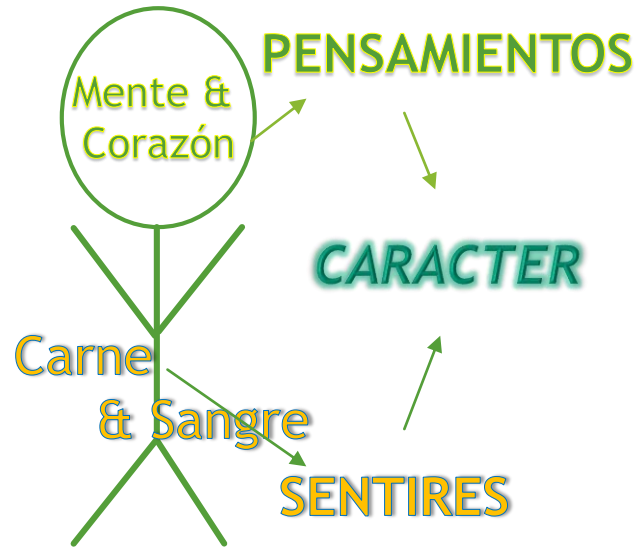 PENSAMIENTOS
Mente &
Corazón
CARACTER
Carne
& Sangre
SENTIRES